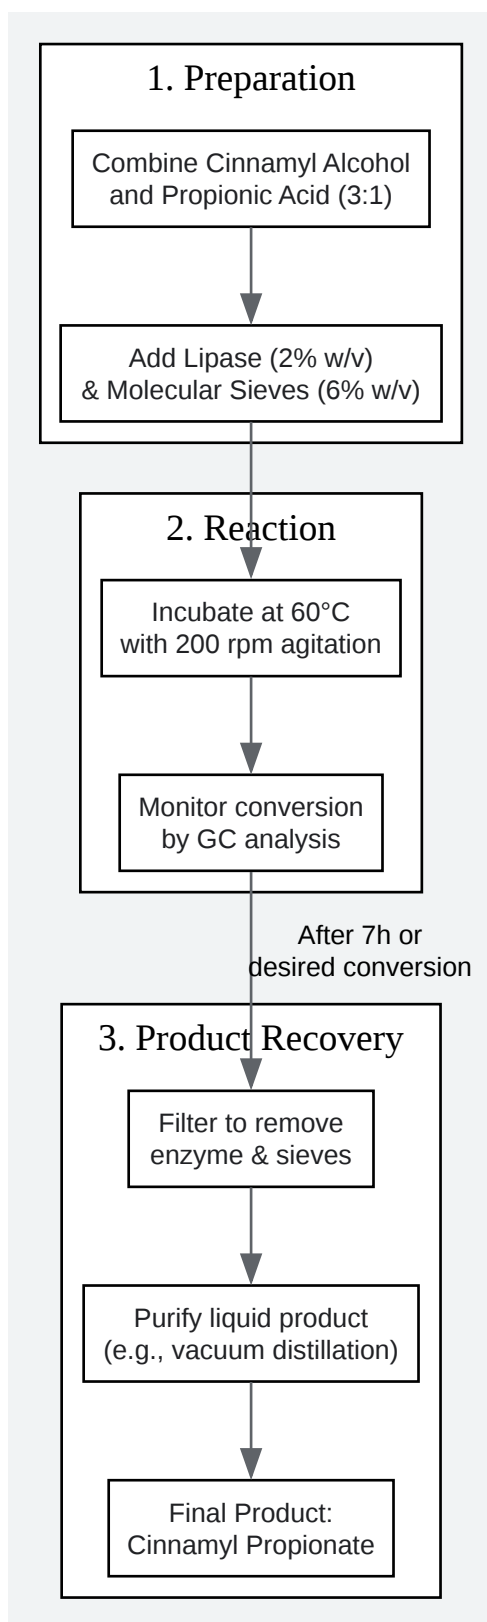 1. Preparation
Combine Cinnamyl Alcohol
and Propionic Acid (3:1)
Add Lipase (2% w/v)
& Molecular Sieves (6% w/v)
2. Reaction
Incubate at 60°C
with 200 rpm agitation
Monitor conversion
by GC analysis
After 7h or
desired conversion
3. Product Recovery
Filter to remove
enzyme & sieves
Purify liquid product
(e.g., vacuum distillation)
Final Product:
Cinnamyl Propionate